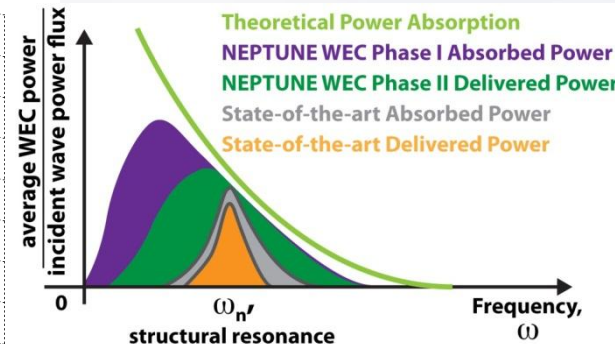 average WEC power
incident wave power flux
Theoretical Power Absorption
NEPTUNE WEC Phase I Absorbed Power
NEPTUNE WEC Phase II Delivered Power
State-of-the-art Absorbed Power
State-of-the-art Delivered Power
0
ωn,
structural resonance
Frequency,
ω